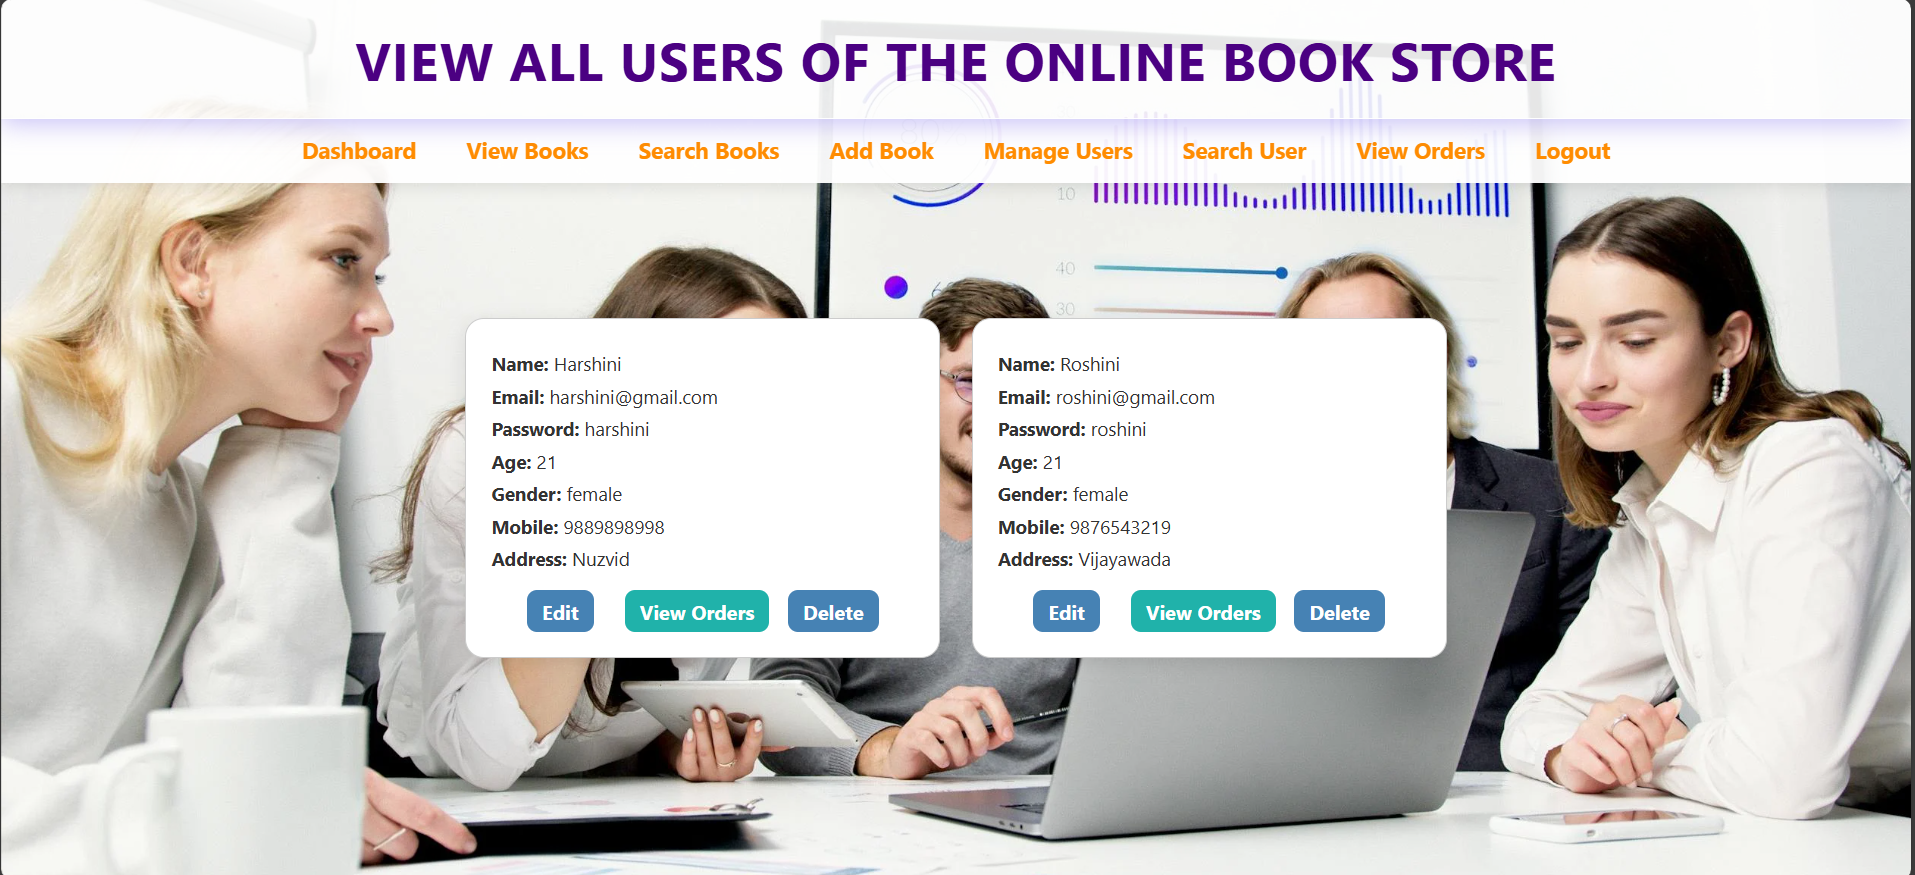 VIEW ALL USERS OF THE ONLINE BOOK STORE
Dashboard View Books Search Books Add Book Manage Users Search User View Orders Logout
10
40
30
Name: Harshini
Email: harshini@gmail.com
Password: harshini
Age: 21
Gender: female
Mobile: 9889898998
Address: Nuzvid
Edit View Orders Delete
Name: Roshini
Email: roshini@gmail.com
Password: roshini
Age: 21
Gender: female
Mobile: 9876543219
Address: Vijayawada
Edit View Orders Delete